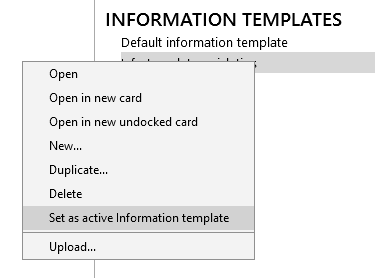 INFORMATION TEMPLATES
Default information template
Open
Open in new card
Open in new undocked card
New...
Duplicate...
Delete
Set as active Information template
Upload...